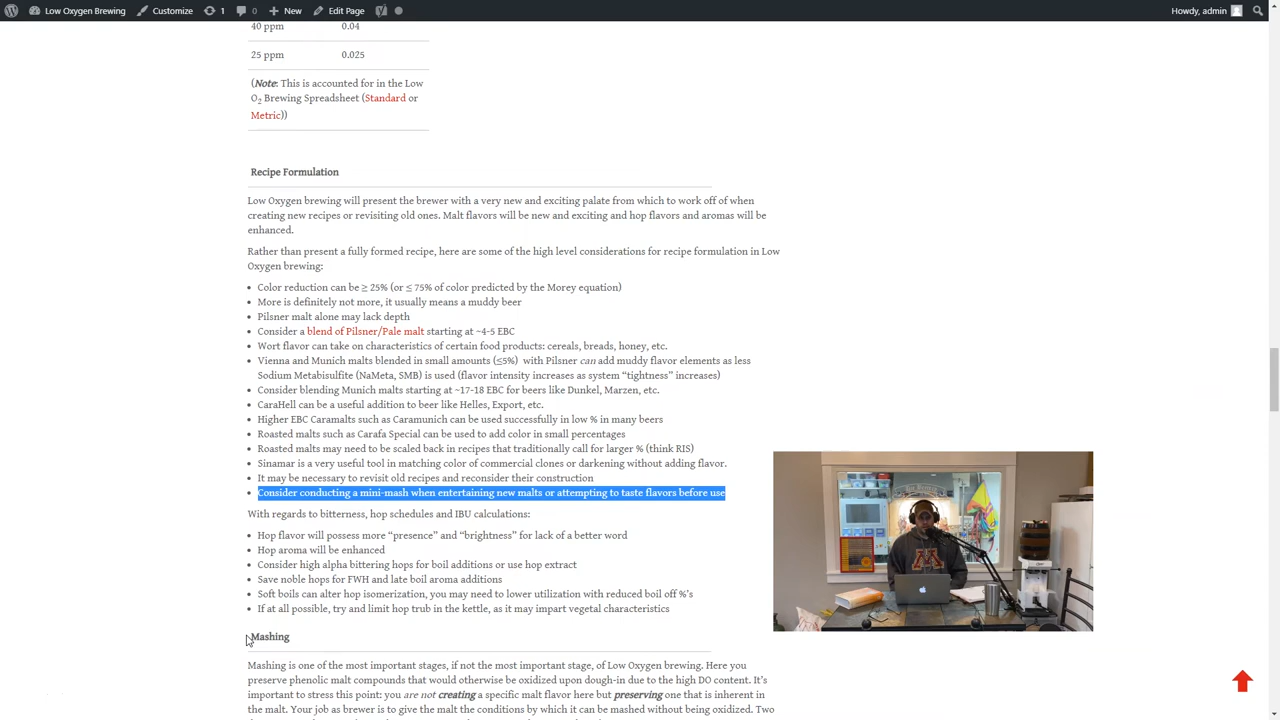 Low Oxygen Brewing Customize 1 0 New Edit Page Howdy, admin
40 ppm 0.04
25 ppm 0.025
(Note: This is accounted for in the Low
O2 Brewing Spreadsheet (Standard or
Metric))
Recipe Formulation
Low Oxygen brewing will present the brewer with a very new and exciting palate from which to work off of when
creating new recipes or revisiting old ones. Malt flavors will be new and exciting and hop flavors and aromas will be
enhanced.
Rather than present a fully formed recipe, here are some of the high level considerations for recipe formulation in Low
Oxygen brewing:
• Color reduction can be ≥ 25% (or ≤ 75% of color predicted by the Morey equation)
• More is definitely not more, it usually means a muddy beer
• Pilsner malt alone may lack depth
• Consider a blend of Pilsner/Pale malt starting at ~4-5 EBC
• Wort flavor can take on characteristics of certain food products: cereals, breads, honey, etc.
• Vienna and Munich malts blended in small amounts (≤5%) with Pilsner can add muddy flavor elements as less
Sodium Metabisulfite (NaMeta, SMB) is used (flavor intensity increases as system “tightness” increases)
• Consider blending Munich malts starting at ~17-18 EBC for beers like Dunkel, Marzen, etc.
• CaraHell can be a useful addition to beer like Helles, Export, etc.
• Higher EBC Caramalts such as Caramunich can be used successfully in low % in many beers
• Roasted malts such as Carafa Special can be used to add color in small percentages
• Roasted malts may need to be scaled back in recipes that traditionally call for larger % (think RIS)
• Sinamar is a very useful tool in matching color of commercial clones or darkening without adding flavor.
• It may be necessary to revisit old recipes and reconsider their construction
• Consider conducting a mini-mash when entertaining new malts or attempting to taste flavors before use
With regards to bitterness, hop schedules and IBU calculations:
• Hop flavor will possess more “presence” and “brightness” for lack of a better word
• Hop aroma will be enhanced
• Consider high alpha bittering hops for boil additions or use hop extract
• Save noble hops for FWH and late boil aroma additions
• Soft boils can alter hop isomerization, you may need to lower utilization with reduced boil off %’s
• If at all possible, try and limit hop trub in the kettle, as it may impart vegetal characteristics
Mashing
Mashing is one of the most important stages, if not the most important stage, of Low Oxygen brewing. Here you
preserve phenolic malt compounds that would otherwise be oxidized upon dough-in due to the high DO content. It’s
important to stress this point: you are not creating a specific malt flavor here but preserving one that is inherent in
the malt. Your job as brewer is to give the malt the conditions by which it can be mashed without being oxidized. Two
M